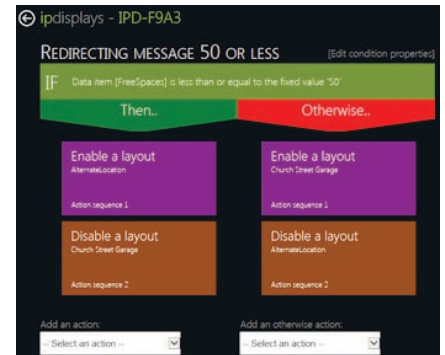 ipdisplays - IPD-F9A3
REDIRECTING MESSAGE 50 OR LESS
[Edit condition properties]
IF Data item [FreeSpaces] is less than or equal to the fixed value '50'
Then..
Otherwise..
Enable a layout
AlternateLocation
Action sequence 1
Enable a layout
Church Street Garage
Action sequence 1
Disable a layout
Church Street Garage
Action sequence 2
Disable a layout
AlternateLocation
Action sequence 2
Add an action:
-- Select an action --
Add an otherwise action:
-- Select an action --